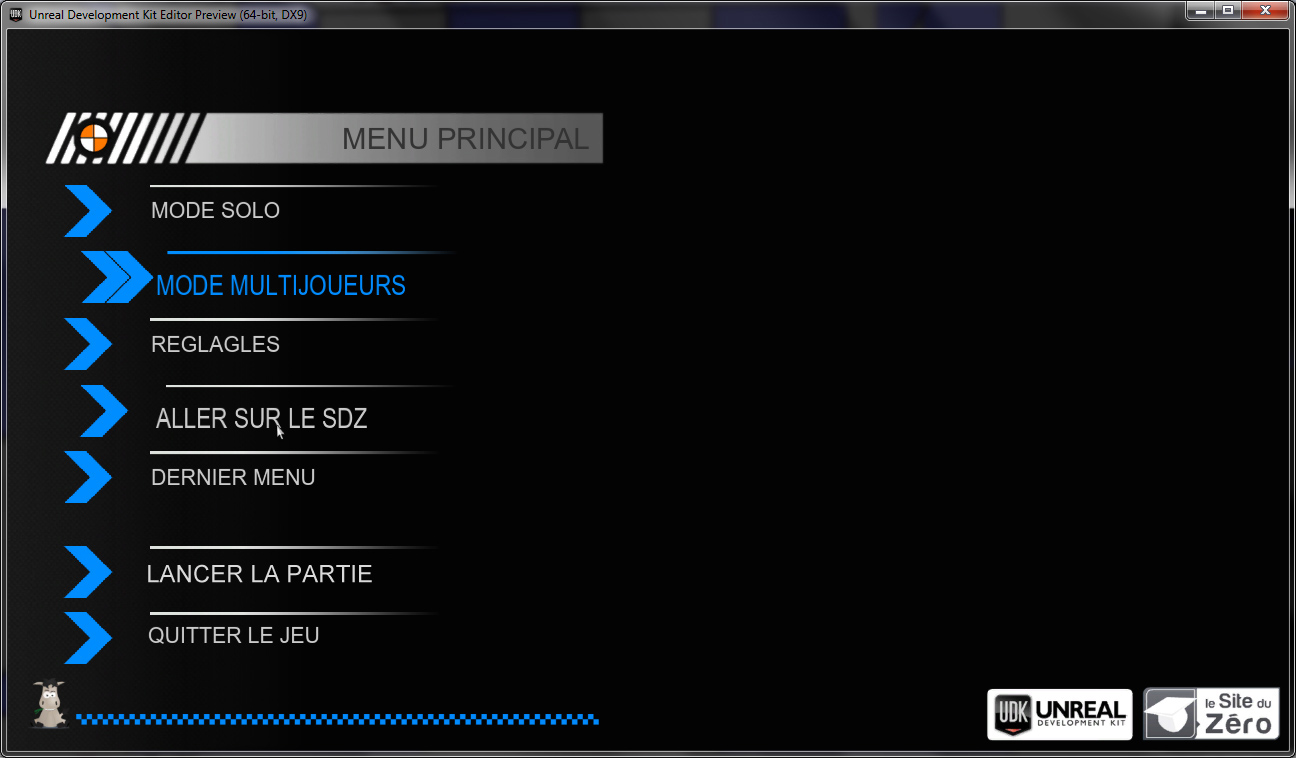 Unreal Development Kit Editor Preview (64-bit, DX9)
MENU PRINCIPAL
MODE SOLO
MODE MULTIJOUEURS
REGLAGLES
ALLER SUR LE SDZ
DERNIER MENU
LANCER LA PARTIE
QUITTER LE JEU
UDK UNREAL
DEVELOPMENT KIT
le Site du
Zéro